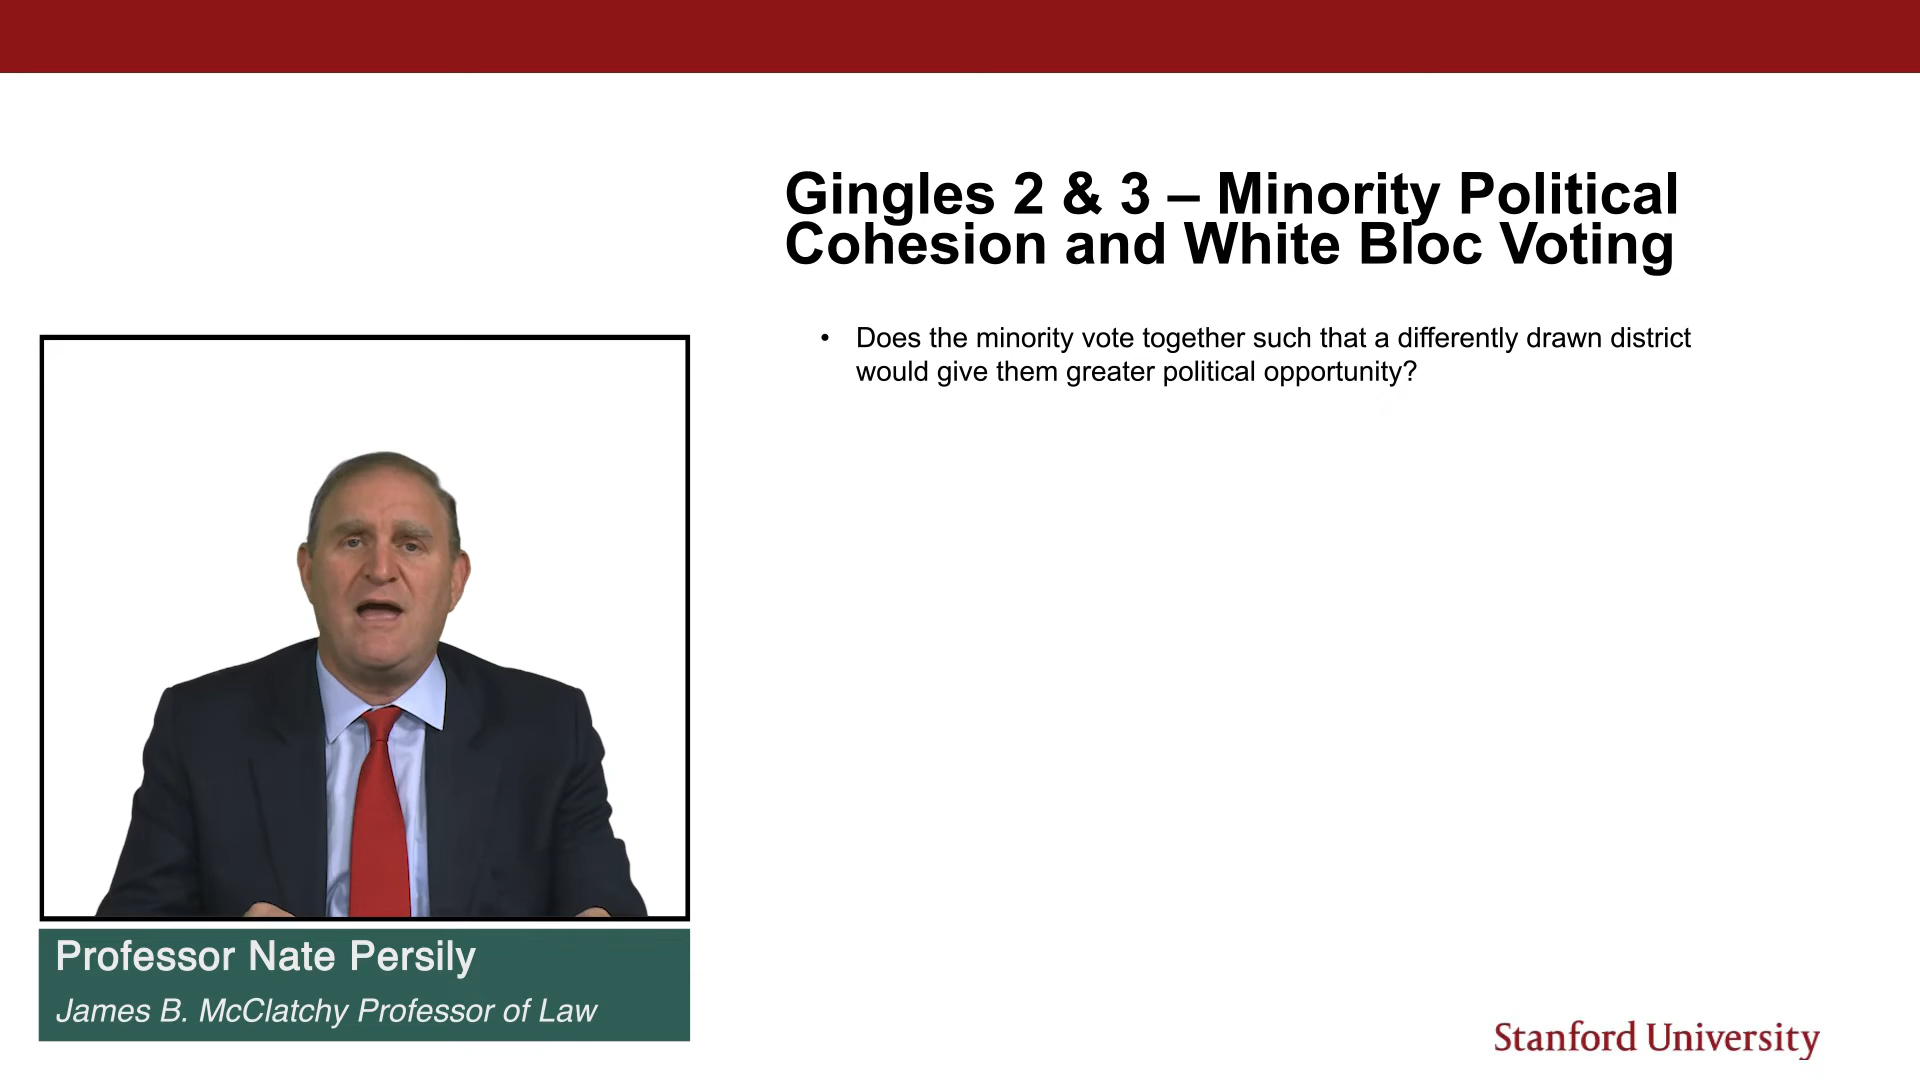 Gingles 2 & 3 – Minority Political
Cohesion and White Bloc Voting
• Does the minority vote together such that a differently drawn district
would give them greater political opportunity?
Professor Nate Persily
James B. McClatchy Professor of Law
Stanford University